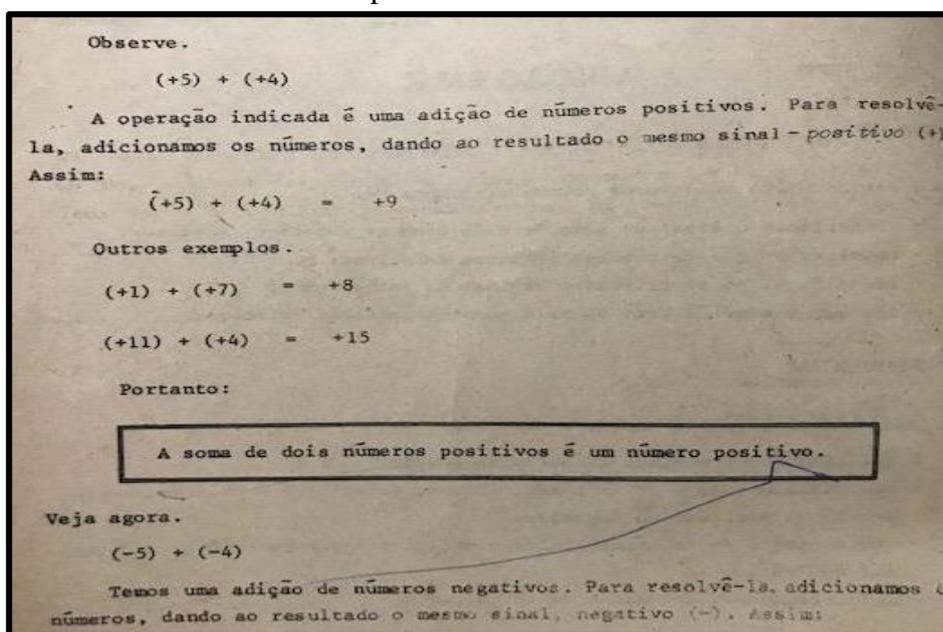 Observe.
(+5) + (+4)
A operação indicada é uma adição de números positivos. Para resolvê-
la, adicionamos os números, dando ao resultado o mesmo sinal - positivo (+)
Assim:
(+5) + (+4) = +9
Outros exemplos.
(+1) + (+7) = +8
(+11) + (+4) = +15
Portanto:
A soma de dois números positivos é um número positivo.
Veja agora.
(-5) + (-4)
Temos uma adição de números negativos. Para resolvê-la, adicionamos
números, dando ao resultado o mesmo sinal, negativo (-). Assim: